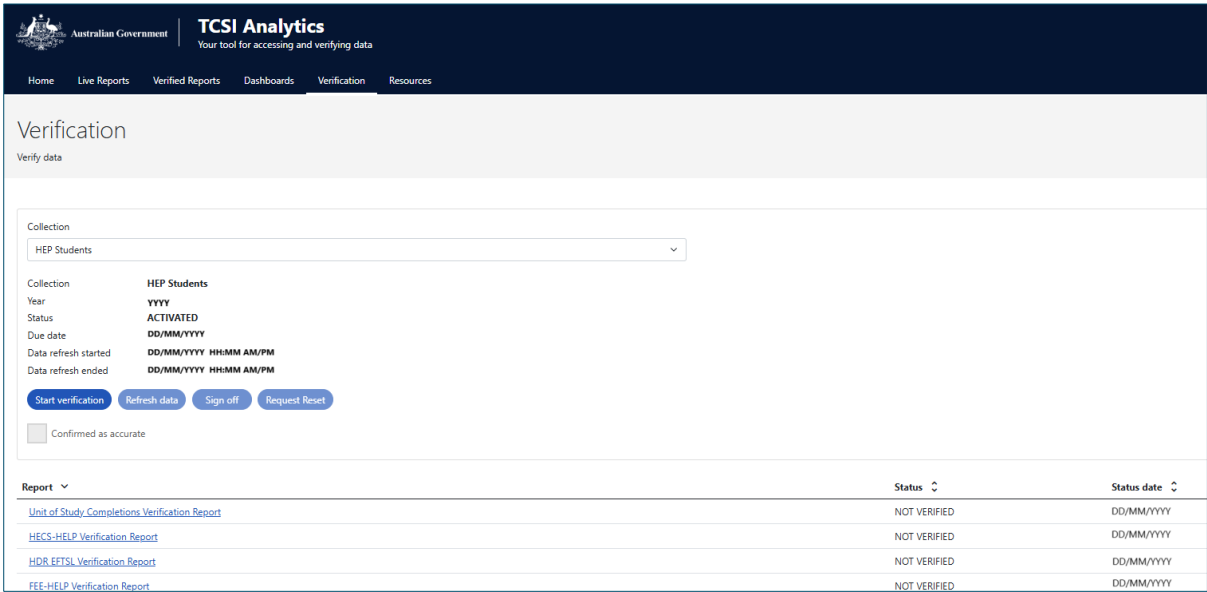 Australian Government
TCSI Analytics
Your tool for accessing and verifying data
Home Live Reports Verified Reports Dashboards Verification Resources
Verification
Verify data
Collection
HEP Students
Collection HEP Students
Year YYYY
Status ACTIVATED
Due date DD/MM/YYYY
Data refresh started DD/MM/YYYY HH:MM AM/PM
Data refresh ended DD/MM/YYYY HH:MM AM/PM
Start verification Refresh data Sign off Request Reset
Confirmed as accurate
Report Status Status date
Unit of Study Completions Verification Report NOT VERIFIED DD/MM/YYYY
HECS-HELP Verification Report NOT VERIFIED DD/MM/YYYY
HDR EFTSL Verification Report NOT VERIFIED DD/MM/YYYY
FEE-HELP Verification Report NOT VERIFIED DD/MM/YYYY